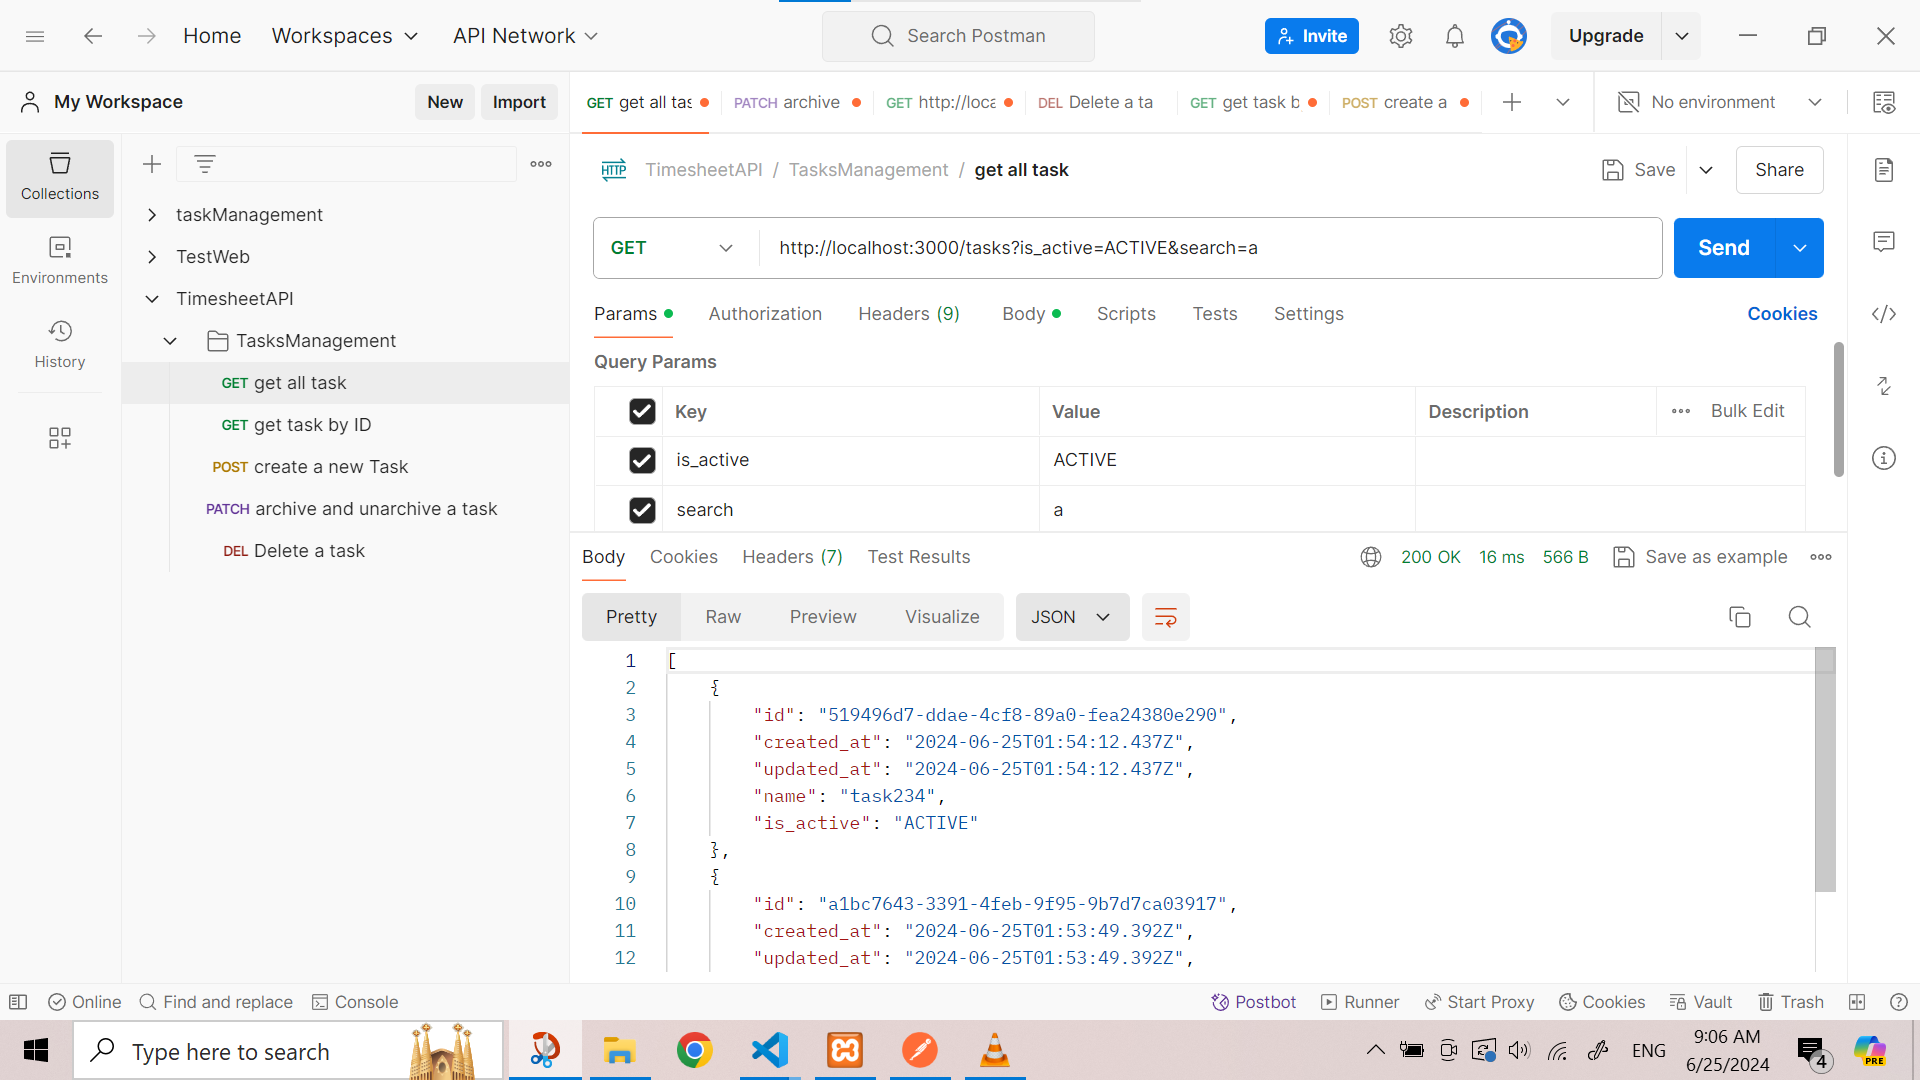 Home Workspaces API Network Search Postman Invite Upgrade
My Workspace New Import
GET get all tas PATCH archive GET http://loca DEL Delete a ta GET get task b POST create a No environment
Collections
Environments
History
taskManagement
TestWeb
TimesheetAPI
TasksManagement
GET get all task
GET get task by ID
POST create a new Task
PATCH archive and unarchive a task
DEL Delete a task
HTTP TimesheetAPI / TasksManagement / get all task Save Share
GET http://localhost:3000/tasks?is_active=ACTIVE&search=a Send
Params Authorization Headers (9) Body Scripts Tests Settings Cookies
Query Params
Key Value Description Bulk Edit
is_active ACTIVE
search a
Body Cookies Headers (7) Test Results 200 OK 16 ms 566 B Save as example
Pretty Raw Preview Visualize JSON
1 [
2 {
3 "id": "519496d7-ddae-4cf8-89a0-fea24380e290",
4 "created_at": "2024-06-25T01:54:12.437Z",
5 "updated_at": "2024-06-25T01:54:12.437Z",
6 "name": "task234",
7 "is_active": "ACTIVE"
8 },
9 {
10 "id": "a1bc7643-3391-4feb-9f95-9b7d7ca03917",
11 "created_at": "2024-06-25T01:53:49.392Z",
12 "updated_at": "2024-06-25T01:53:49.392Z",
Online Find and replace Console Postbot Runner Start Proxy Cookies Vault Trash
Type here to search ENG 9:06 AM 4 PRE
6/25/2024